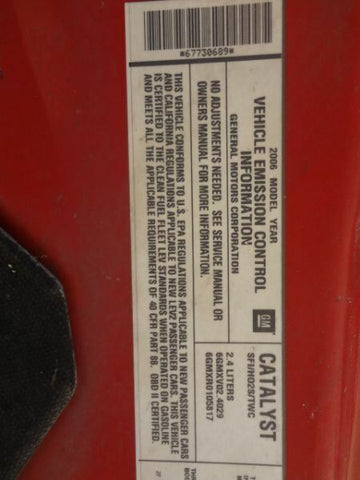 *67730689*
2006 MODEL YEAR
VEHICLE EMISSION CONTROL
INFORMATION
GENERAL MOTORS CORPORATION
NO ADJUSTMENTS NEEDED. SEE SERVICE MANUAL OR
OWNERS MANUAL FOR MORE INFORMATION.
THIS VEHICLE CONFORMS TO U.S. EPA REGULATIONS APPLICABLE TO NEW PASSENGER CARS
AND CALIFORNIA REGULATIONS APPLICABLE TO NEW LEV2 PASSENGER CARS. THIS VEHICLE
IS CERTIFIED TO THE CLEAN FUEL FLEET LEV STANDARDS WHEN OPERATED ON GASOLINE
AND MEETS ALL THE APPLICABLE REQUIREMENTS OF 40 CFR PART 88. OBD II CERTIFIED.
GM
CATALYST
SFI/HO2S/TWC
2.4 LITERS
6GMXV02.4029
6GMXR0105817